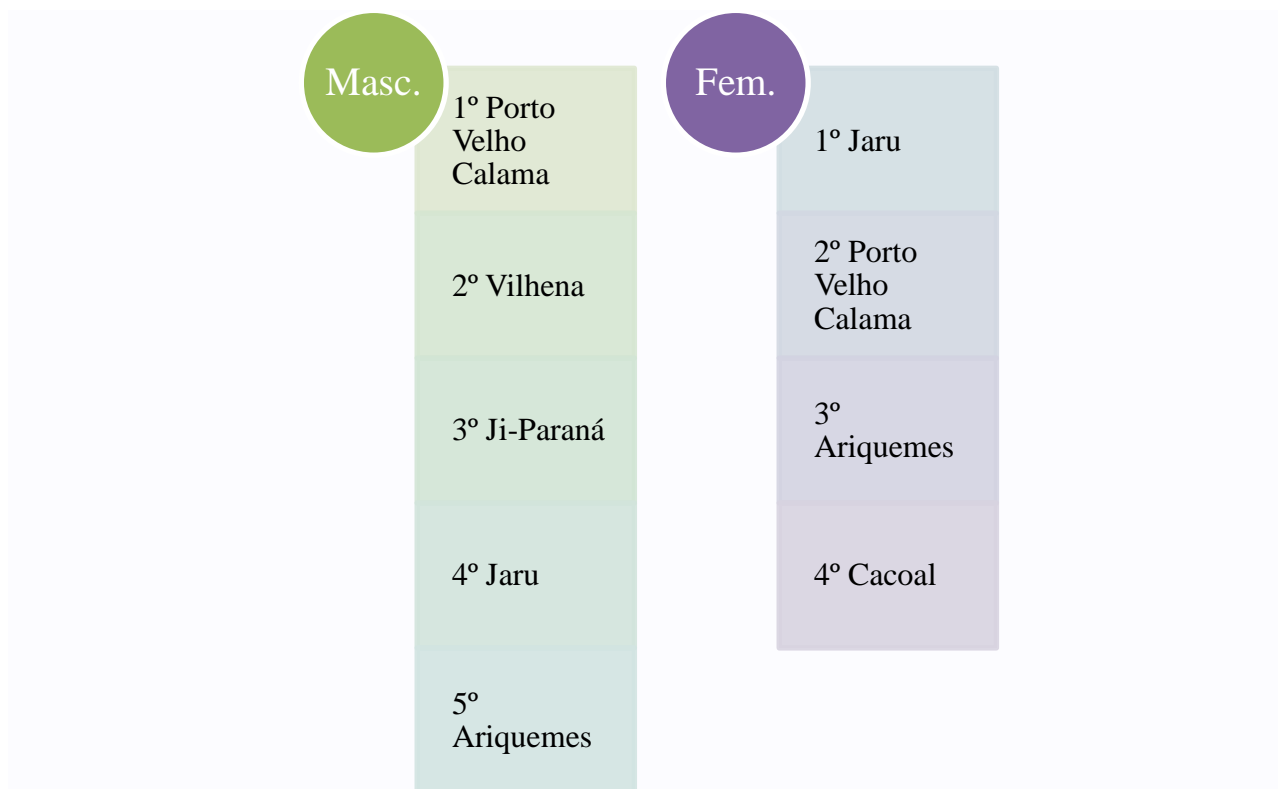 Masc.
1º Porto
Velho
Calama
2º Vilhena
3º Ji-Paraná
4º Jaru
5º
Ariquemes
Fem.
1º Jaru
2º Porto
Velho
Calama
3º
Ariquemes
4º Cacoal